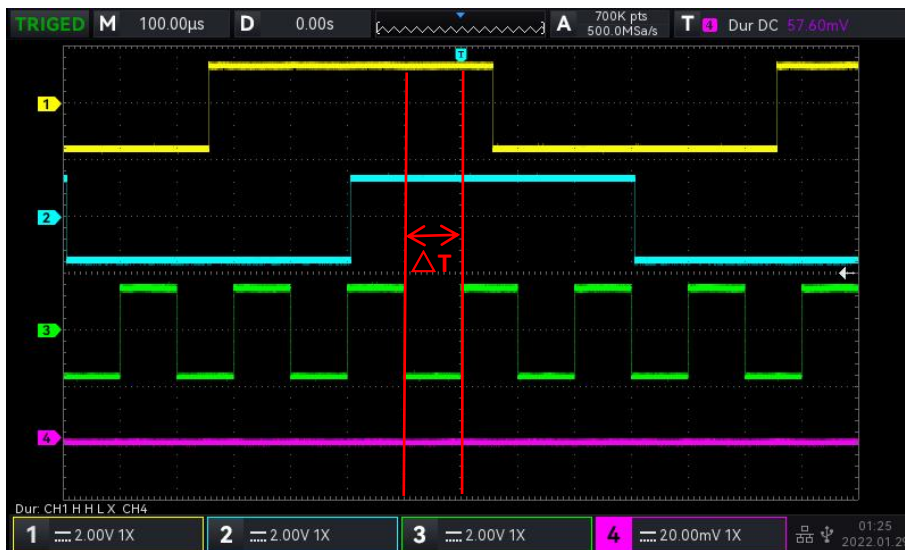 TRIGED M 100.00µs D 0.00s A 700K pts 500.0MSa/s T 4 Dur DC 57.60mV
T
1
2
ΔT
3
4
Dur: CH1 H H L X CH4
1 2.00V 1X 2 2.00V 1X 3 2.00V 1X 4 20.00mV 1X 01:25
2022.01.29